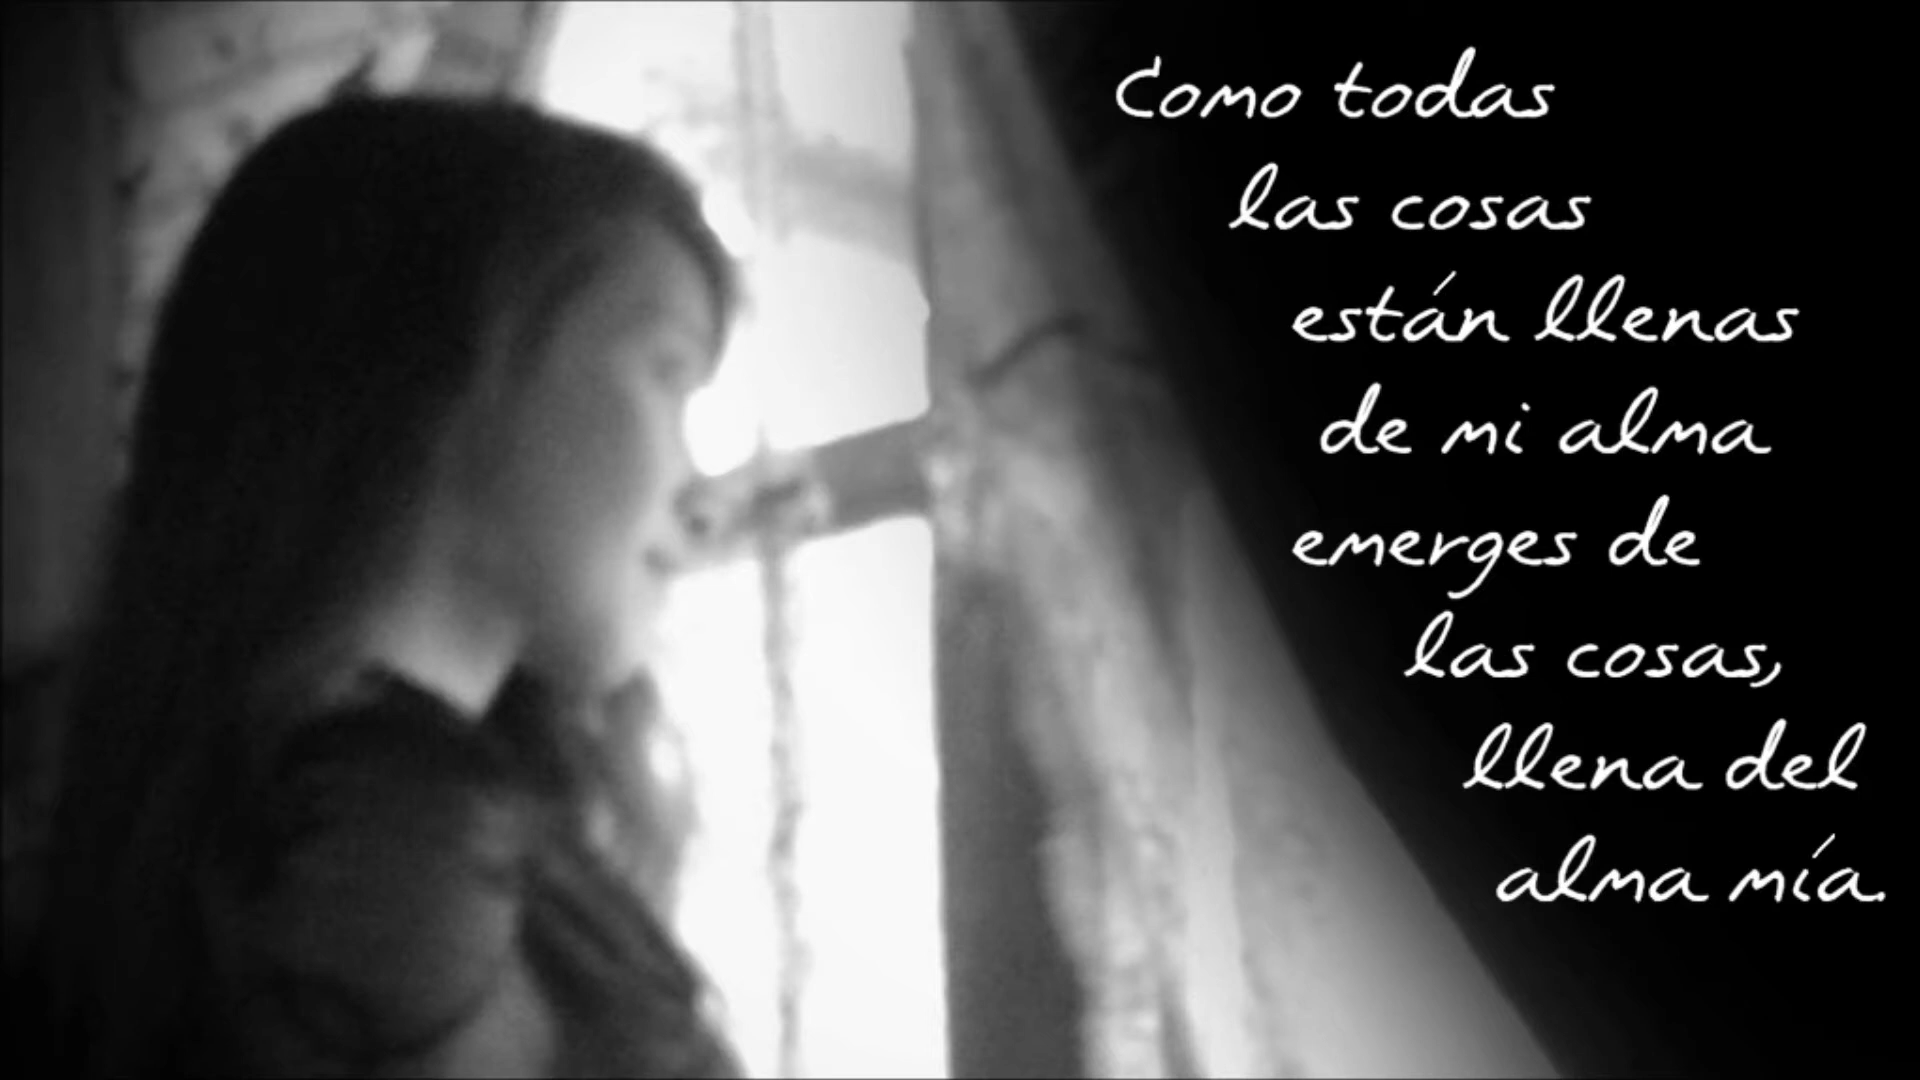 Como todas
las cosas
están llenas
de mi alma
emerges de
las cosas,
llena del
alma mía.